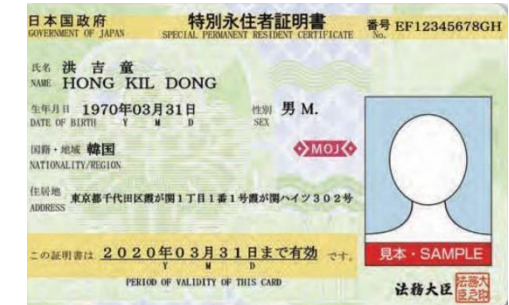 日本国政府 特別永住者証明書 番号 EF12345678GH
GOVERNMENT OF JAPAN SPECIAL PERMANENT RESIDENT CERTIFICATE No.
氏名 洪 吉 童
NAME HONG KIL DONG
生年月日 1970年03月31日 性別 男 M.
DATE OF BIRTH Y M D SEX
国籍・地域 韓国
NATIONALITY/REGION
MOJ
住居地 東京都千代田区霞が関1丁目1番1号霞が関ハイツ302号
ADDRESS
この証明書は 2020年03月31日まで有効 です。
Y M D
PERIOD OF VALIDITY OF THIS CARD
見本・SAMPLE
法務大臣